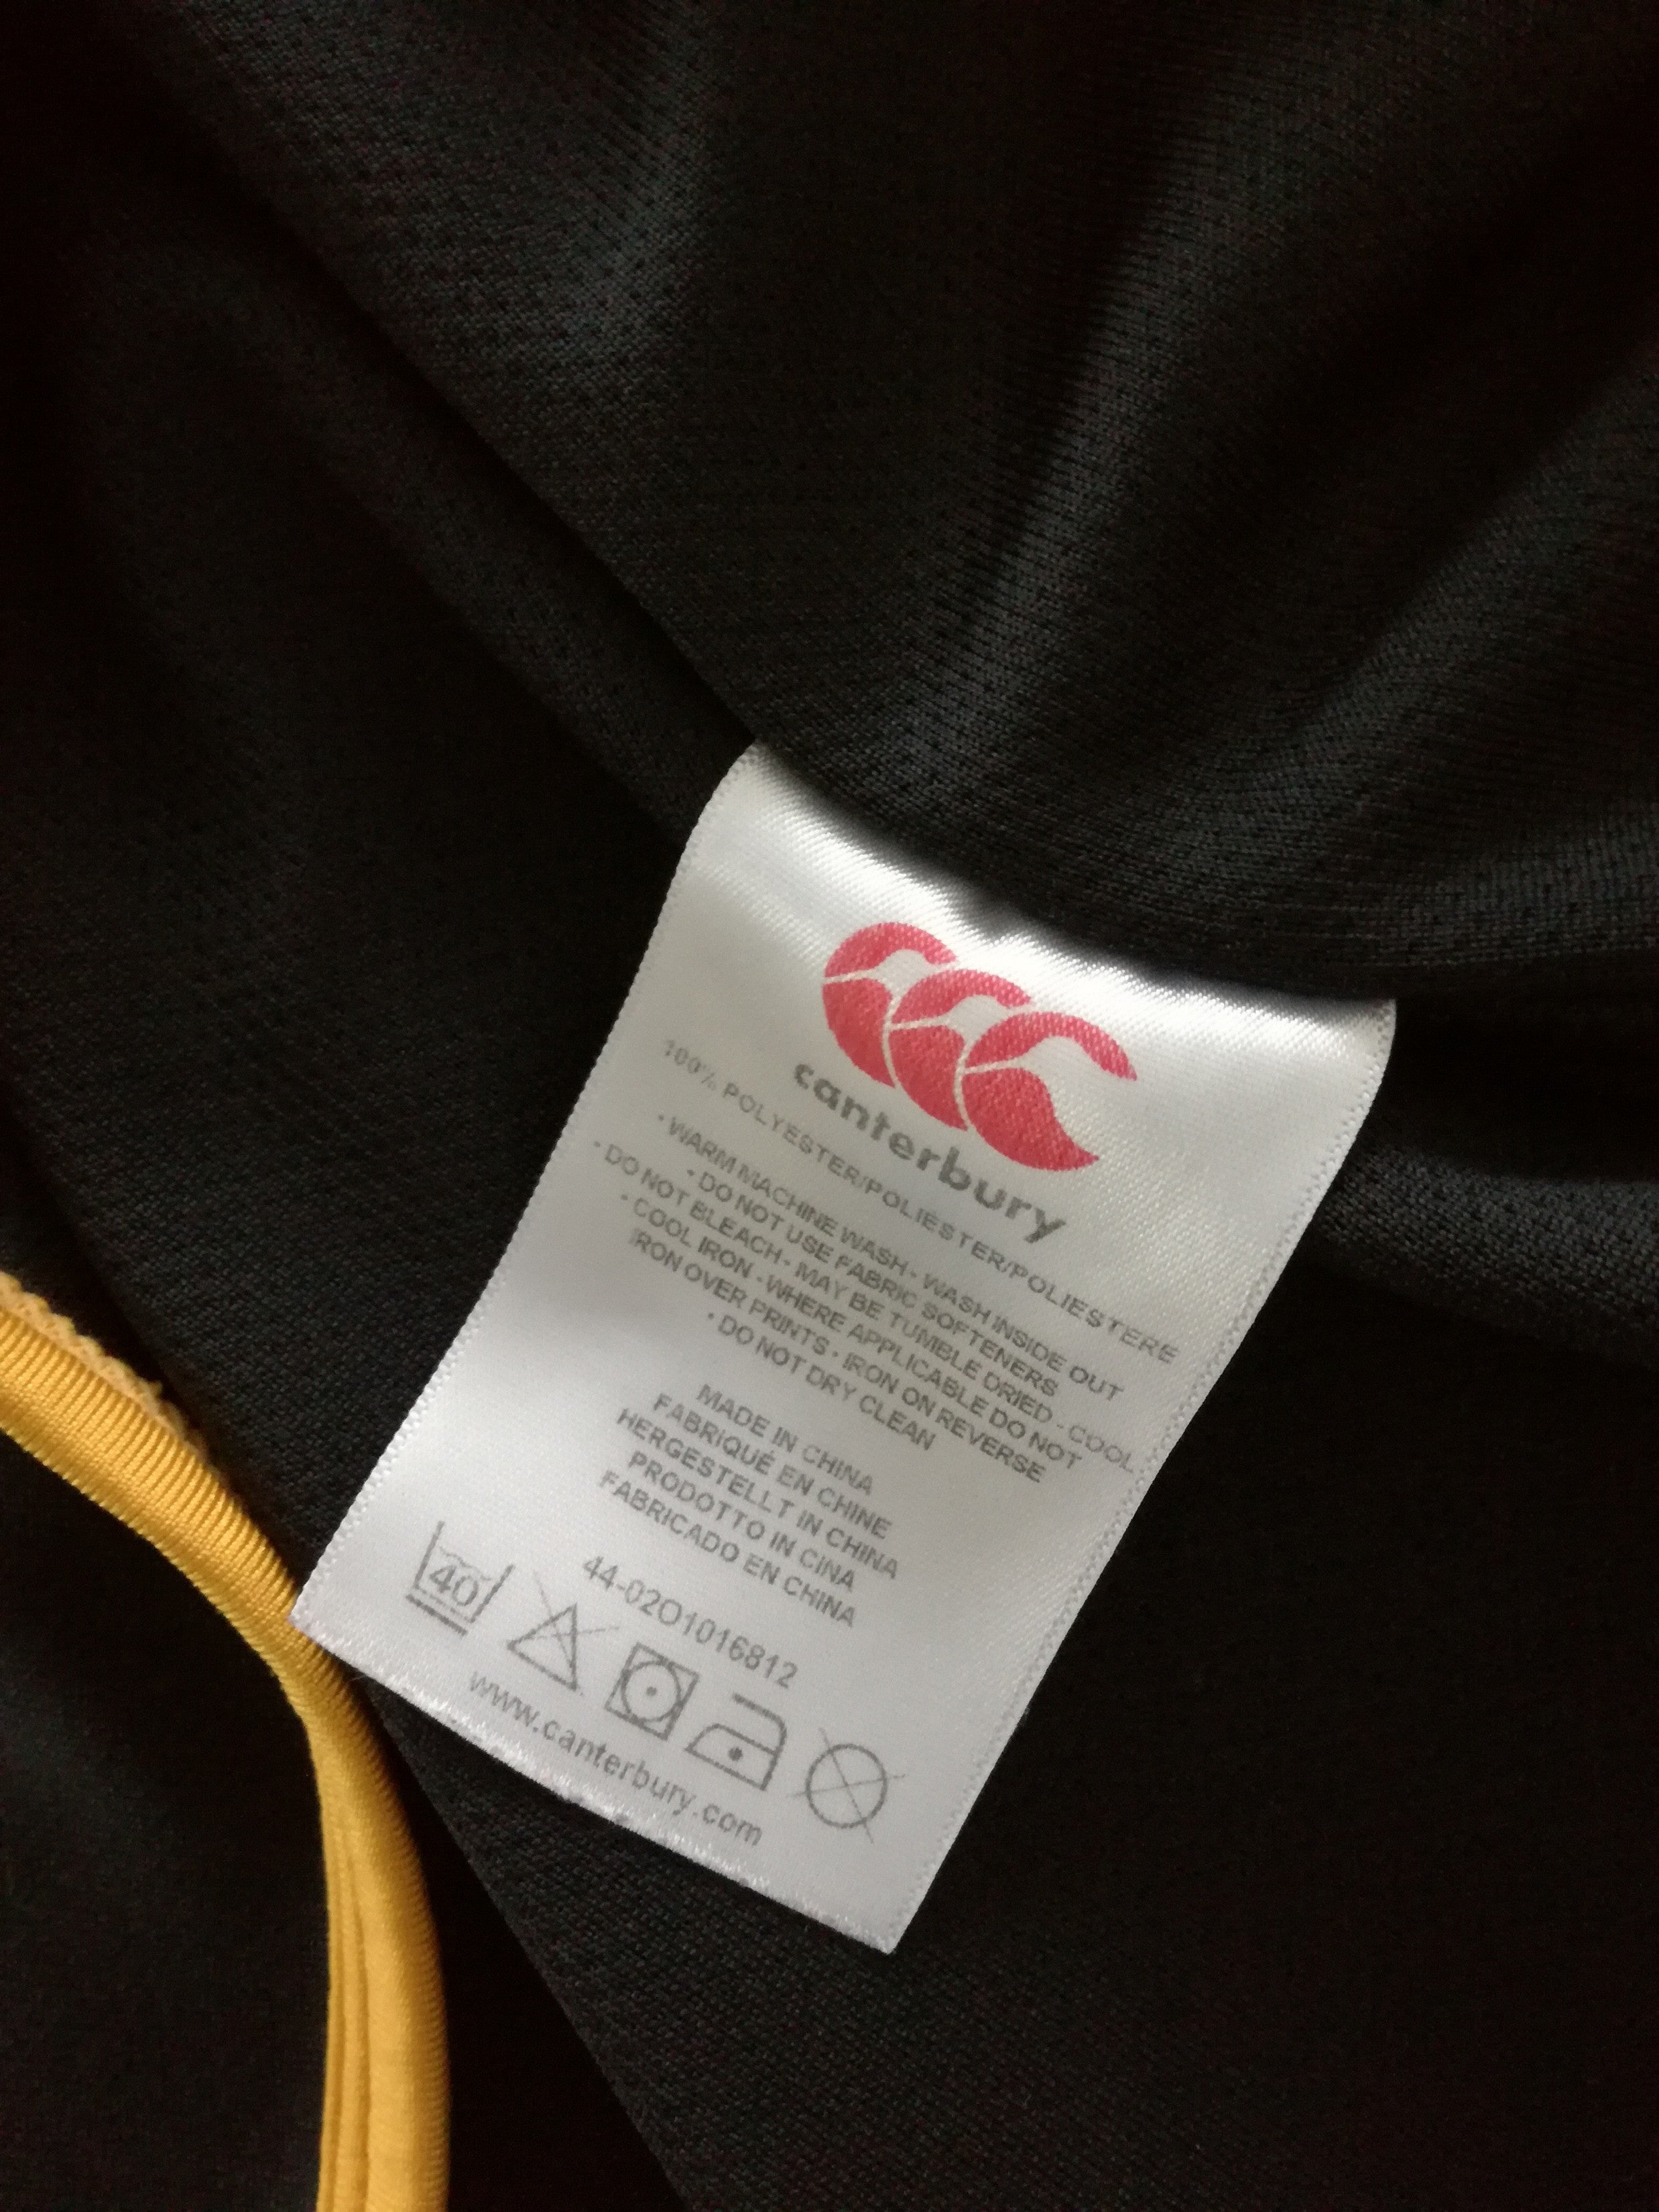 canterbury
100% POLYESTER/POLIÉSTER/POLIESTERE
· WARM MACHINE WASH · WASH INSIDE OUT
· DO NOT USE FABRIC SOFTENERS
· DO NOT BLEACH · MAY BE TUMBLE DRIED · COOL
· COOL IRON · WHERE APPLICABLE DO NOT
IRON OVER PRINTS · IRON ON REVERSE
· DO NOT DRY CLEAN
MADE IN CHINA
FABRIQUÉ EN CHINE
HERGESTELLT IN CHINA
PRODOTTO IN CINA
FABRICADO EN CHINA
44-02O1016812
40
www.canterbury.com